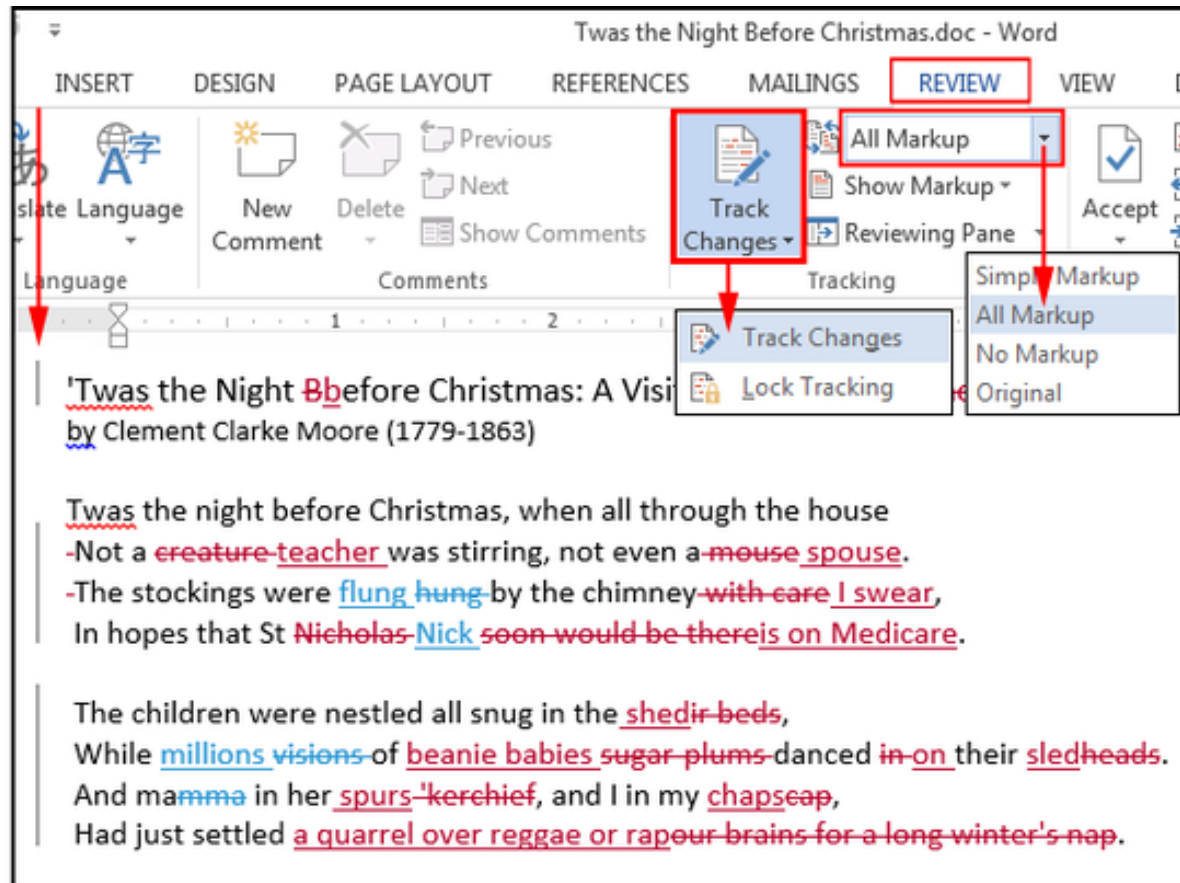 Twas the Night Before Christmas.doc - Word
INSERT DESIGN PAGE LAYOUT REFERENCES MAILINGS REVIEW VIEW
All Markup
Previous
Next
Show Comments
Show Markup
Reviewing Pane
slate Language
New Comment
Delete
Track Changes
Accept
Language Comments Tracking
Simple Markup
All Markup
No Markup
Original
Track Changes
Lock Tracking
1 2
'Twas the Night Bbefore Christmas: A Visi
by Clement Clarke Moore (1779-1863)
Twas the night before Christmas, when all through the house
-Not a creature teacher was stirring, not even a mouse spouse.
-The stockings were flung hung by the chimney with care I swear,
In hopes that St Nicholas Nick soon would be thereis on Medicare.
The children were nestled all snug in the shedir beds,
While millions visions of beanie babies sugar plums danced in on their sledheads.
And mamma in her spurs 'kerchief, and I in my chapscap,
Had just settled a quarrel over reggae or rapour brains for a long winter's nap.